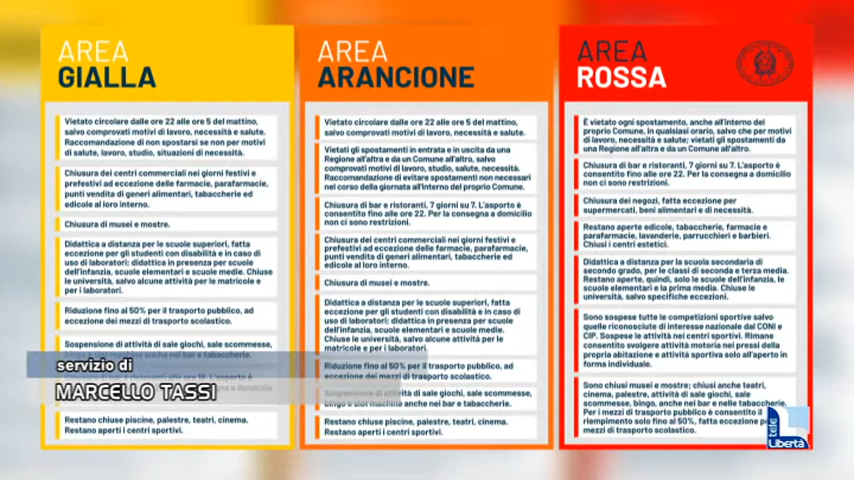 AREA
GIALLA
Vietato circolare dalle ore 22 alle ore 5 del mattino,
salvo comprovati motivi di lavoro, necessità e salute.
Raccomandazione di non spostarsi se non per motivi
di salute, lavoro, studio, situazioni di necessità.
Chiusura dei centri commerciali nei giorni festivi e
prefestivi ad eccezione delle farmacie, parafarmacie,
punti vendita di generi alimentari, tabaccherie ed
edicole al loro interno.
Chiusura di musei e mostre.
Didattica a distanza per le scuole superiori, fatta
eccezione per gli studenti con disabilità e in caso di
uso di laboratori; didattica in presenza per scuole
dell'infanzia, scuole elementari e scuole medie. Chiuse
le università, salvo alcune attività per le matricole e
per i laboratori.
Riduzione fino al 50% per il trasporto pubblico, ad
eccezione dei mezzi di trasporto scolastico.
Sospensione di attività di sale giochi, sale scommesse,
bingo e slot machine anche nei bar e tabaccherie.
Restano chiuse piscine, palestre, teatri, cinema.
Restano aperti i centri sportivi.
AREA
ARANCIONE
Vietato circolare dalle ore 22 alle ore 5 del mattino,
salvo comprovati motivi di lavoro, necessità e salute.
Vietati gli spostamenti in entrata e in uscita da una
Regione all'altra e da un Comune all'altro, salvo
comprovati motivi di lavoro, studio, salute, necessità.
Raccomandazione di evitare spostamenti non necessari
nel corso della giornata all'interno del proprio Comune.
Chiusura di bar e ristoranti, 7 giorni su 7. L'asporto è
consentito fino alle ore 22. Per la consegna a domicilio
non ci sono restrizioni.
Chiusura dei centri commerciali nei giorni festivi e
prefestivi ad eccezione delle farmacie, parafarmacie,
punti vendita di generi alimentari, tabaccherie ed
edicole al loro interno.
Chiusura di musei e mostre.
Didattica a distanza per le scuole superiori, fatta
eccezione per gli studenti con disabilità e in caso di
uso di laboratori; didattica in presenza per scuole
dell'infanzia, scuole elementari e scuole medie.
Chiuse le università, salvo alcune attività per le
matricole e per i laboratori.
Riduzione fino al 50% per il trasporto pubblico, ad
eccezione dei mezzi di trasporto scolastico.
Sospensione di attività di sale giochi, sale scommesse,
bingo e slot machine anche nei bar e tabaccherie.
Restano chiuse piscine, palestre, teatri, cinema.
Restano aperti i centri sportivi.
AREA
ROSSA
È vietato ogni spostamento, anche all'interno del
proprio Comune, in qualsiasi orario, salvo che per motivi
di lavoro, necessità e salute; vietati gli spostamenti da
una Regione all'altra e da un Comune all'altro.
Chiusura di bar e ristoranti, 7 giorni su 7. L'asporto è
consentito fino alle ore 22. Per la consegna a domicilio
non ci sono restrizioni.
Chiusura dei negozi, fatta eccezione per
supermercati, beni alimentari e di necessità.
Restano aperte edicole, tabaccherie, farmacie e
parafarmacie, lavanderie, parrucchieri e barbieri.
Chiusi i centri estetici.
Didattica a distanza per la scuola secondaria di
secondo grado, per le classi di seconda e terza media.
Restano aperte, quindi, solo le scuole dell'infanzia, le
scuole elementari e la prima media. Chiuse le
università, salvo specifiche eccezioni.
Sono sospese tutte le competizioni sportive salvo
quelle riconosciute di interesse nazionale dal CONI e
CIP. Sospese le attività nei centri sportivi. Rimane
consentito svolgere attività motoria nei pressi della
propria abitazione e attività sportiva solo all'aperto in
forma individuale.
Sono chiusi musei e mostre; chiusi anche teatri,
cinema, palestre, attività di sale giochi, sale
scommesse, bingo, anche nei bar e nelle tabaccherie.
Per i mezzi di trasporto pubblico è consentito il
riempimento solo fino al 50%, fatta eccezione
mezzi di trasporto scolastico.
servizio di
MARCELLO TASSI
tele
Libertà